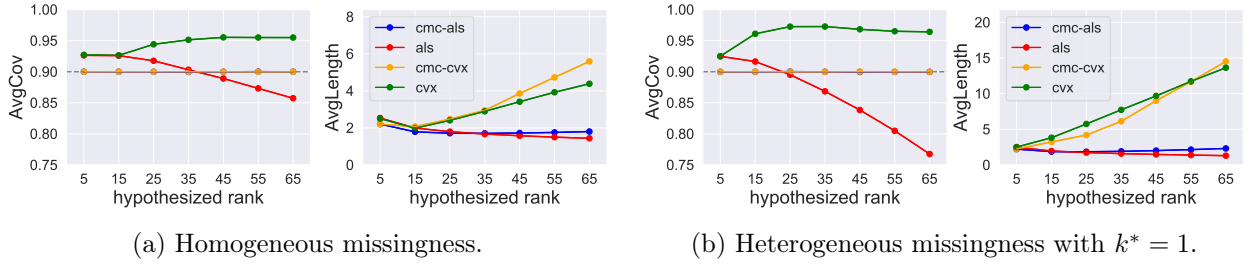 AvgCov
1.00
0.95
0.90
0.85
0.80
0.75
5 15 25 35 45 55 65
hypothesized rank
AvgLength
8
6
4
2
0
cmc-als
als
cmc-cvx
cvx
5 15 25 35 45 55 65
hypothesized rank
(a) Homogeneous missingness.
AvgCov
1.00
0.95
0.90
0.85
0.80
0.75
5 15 25 35 45 55 65
hypothesized rank
AvgLength
20
15
10
5
0
cmc-als
als
cmc-cvx
cvx
5 15 25 35 45 55 65
hypothesized rank
(b) Heterogeneous missingness with k* = 1.